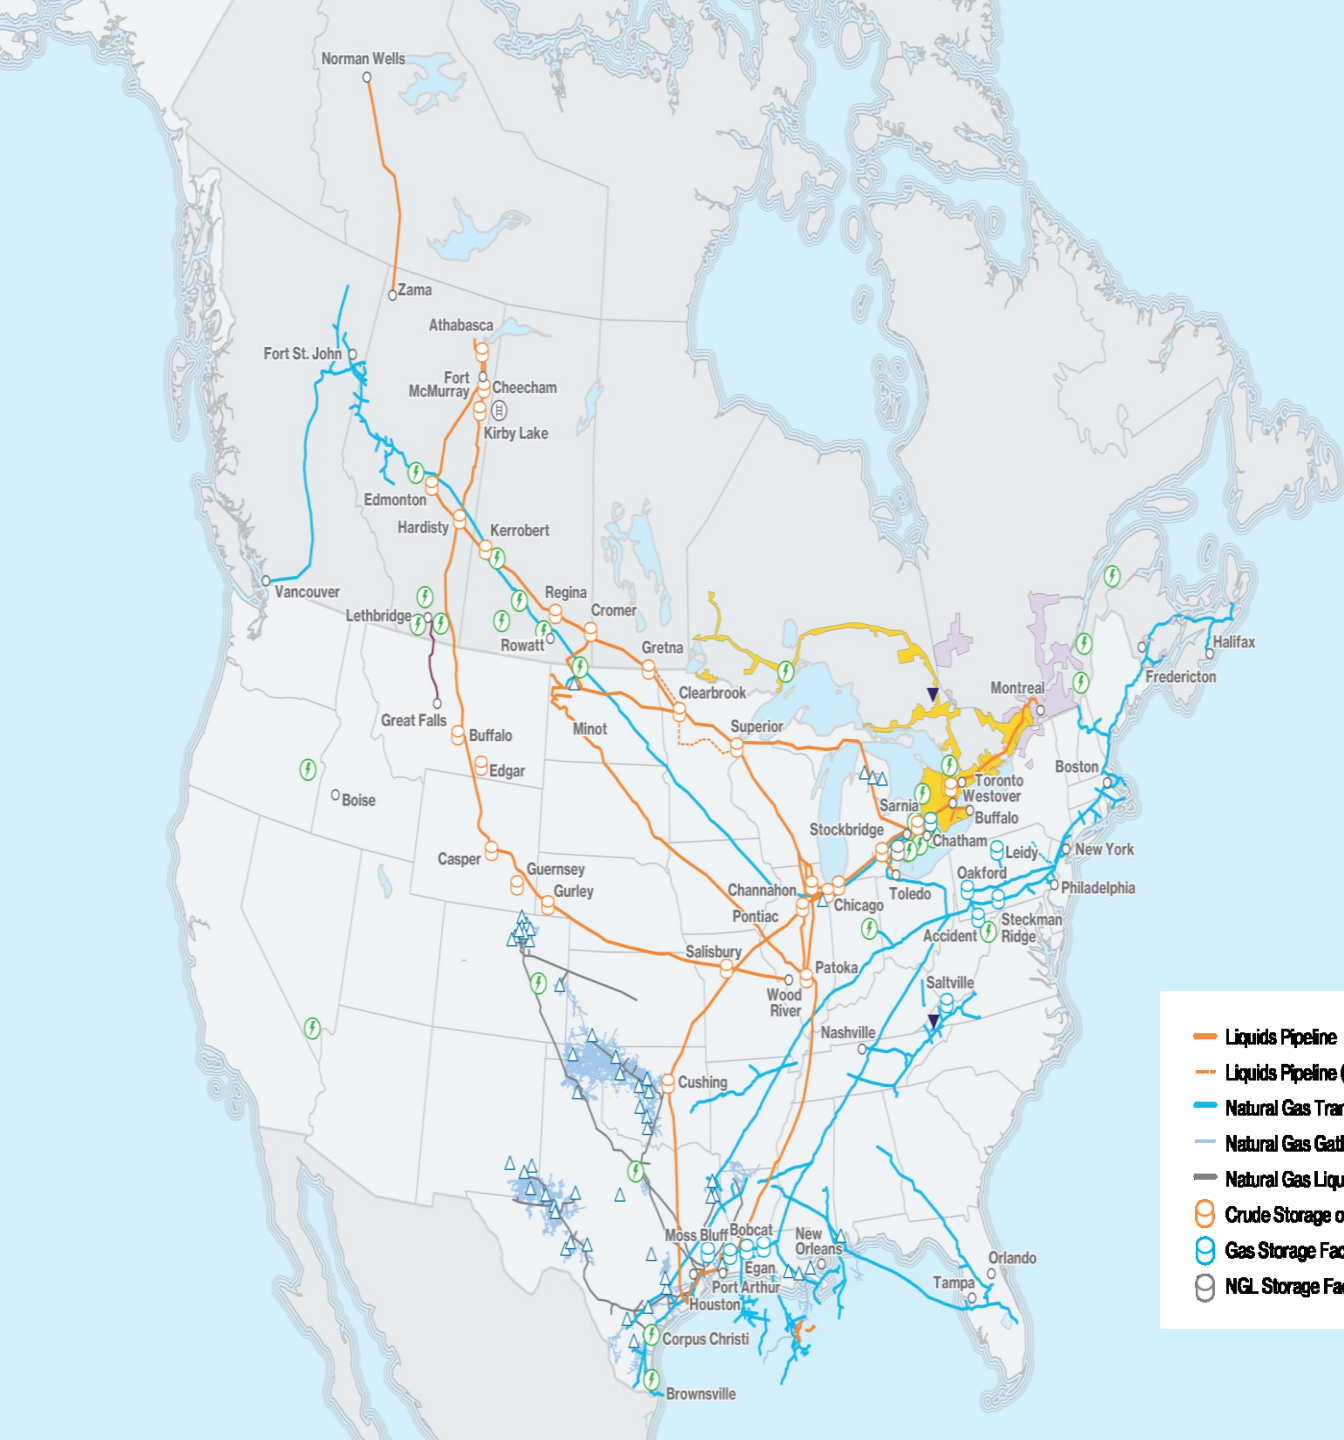 Norman Wells
Zama
Athabasca
Fort St. John
Fort
McMurray
Cheecham
Kirby Lake
Edmonton
Hardisty
Kerrobert
Vancouver
Lethbridge
Regina
Cromer
Rowatt
Gretna
Great Falls
Clearbrook
Minot
Superior
Montreal
Halifax
Fredericton
Buffalo
Edgar
Boise
Boston
Toronto
Westover
Sarnia
Buffalo
Stockbridge
Chatham
Leidy
New York
Casper
Guernsey
Gurley
Channahon
Chicago
Toledo
Oakford
Philadelphia
Pontiac
Accident
Steckman
Ridge
Salisbury
Patoka
Wood
River
Saltville
Nashville
Cushing
Moss Bluff
Bobcat
New
Orleans
Egan
Port Arthur
Houston
Orlando
Tampa
Corpus Christi
Brownsville
Liquids Pipeline
Liquids Pipeline (
Natural Gas
Natural Gas
Natural Gas
Crude Storage
Gas Storage
NGL Storage